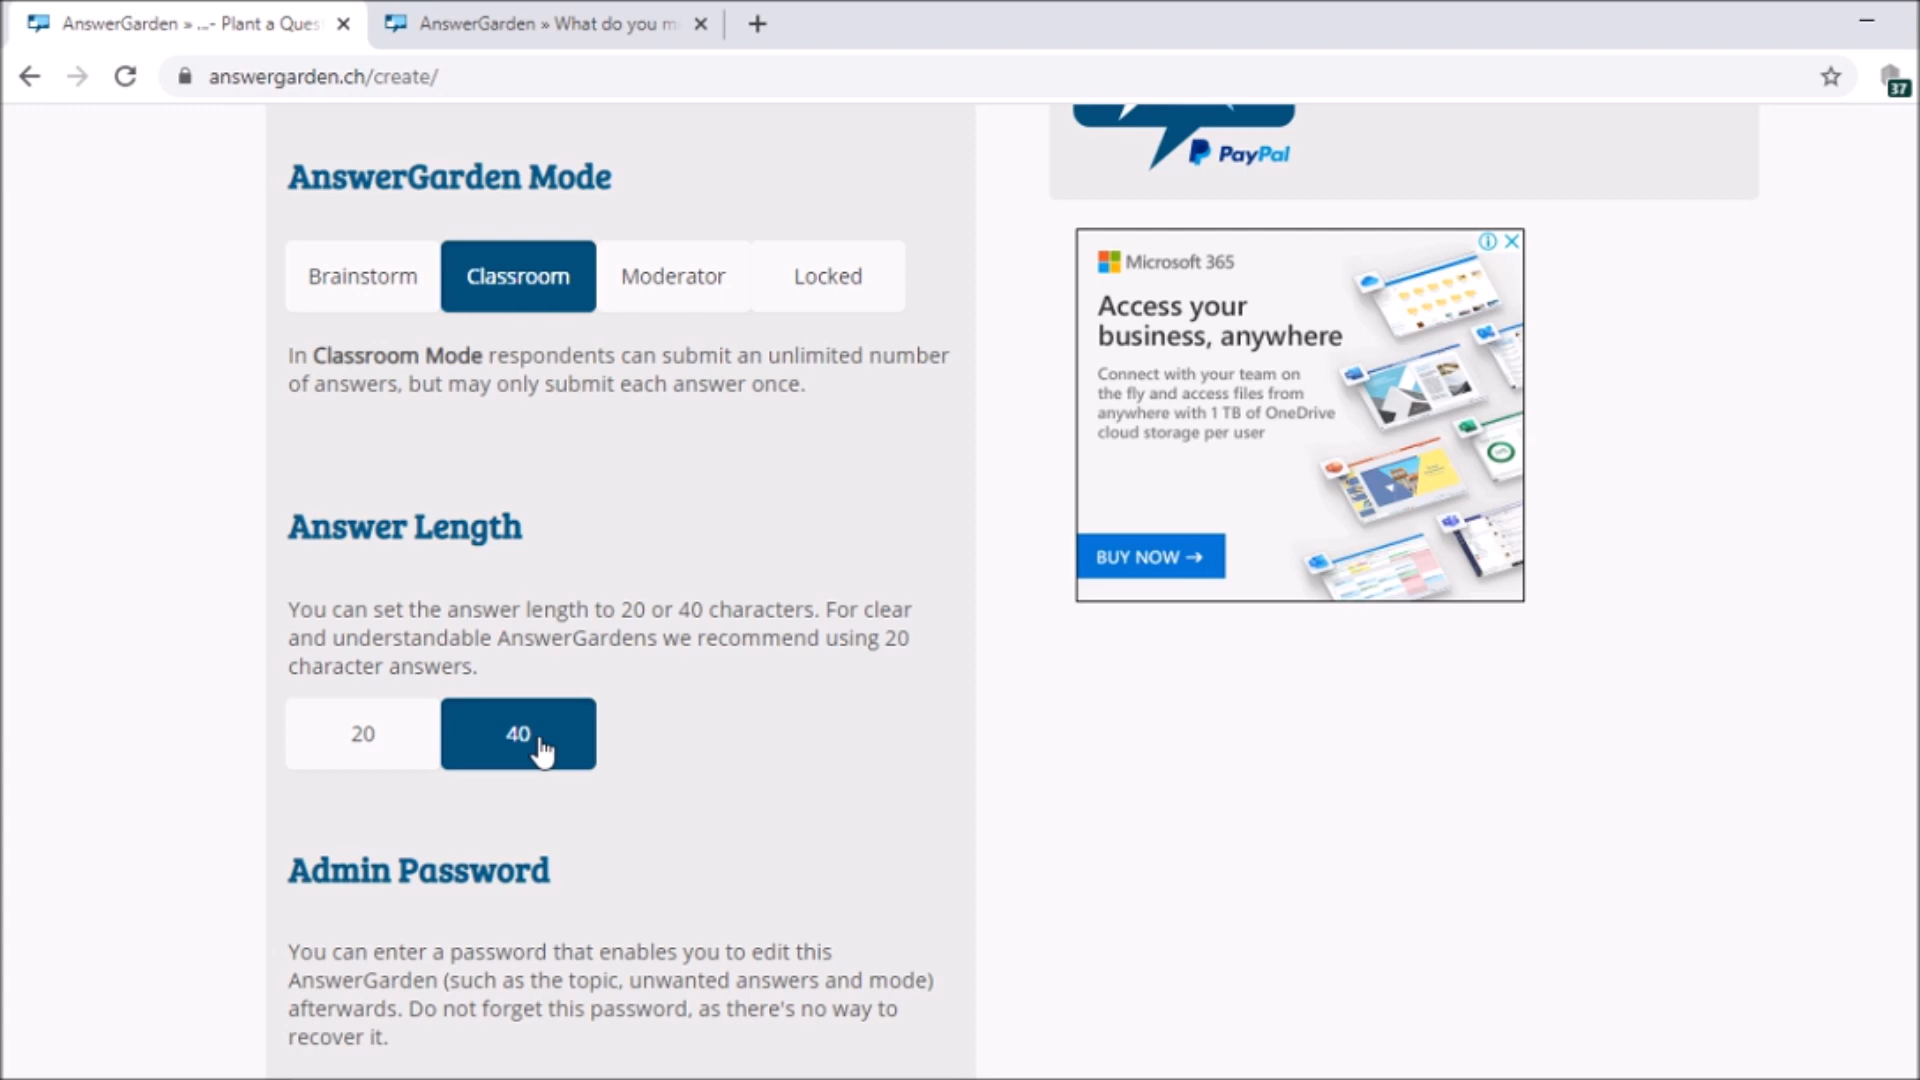 AnswerGarden » ...- Plant a Ques
AnswerGarden » What do you m
answergarden.ch/create/
37
AnswerGarden Mode
Brainstorm
Classroom
Moderator
Locked
In Classroom Mode respondents can submit an unlimited number
of answers, but may only submit each answer once.
Answer Length
You can set the answer length to 20 or 40 characters. For clear
and understandable AnswerGardens we recommend using 20
character answers.
20
40
Admin Password
You can enter a password that enables you to edit this
AnswerGarden (such as the topic, unwanted answers and mode)
afterwards. Do not forget this password, as there's no way to
recover it.
PayPal
Microsoft 365
Access your
business, anywhere
Connect with your team on
the fly and access files from
anywhere with 1 TB of OneDrive
cloud storage per user
BUY NOW →